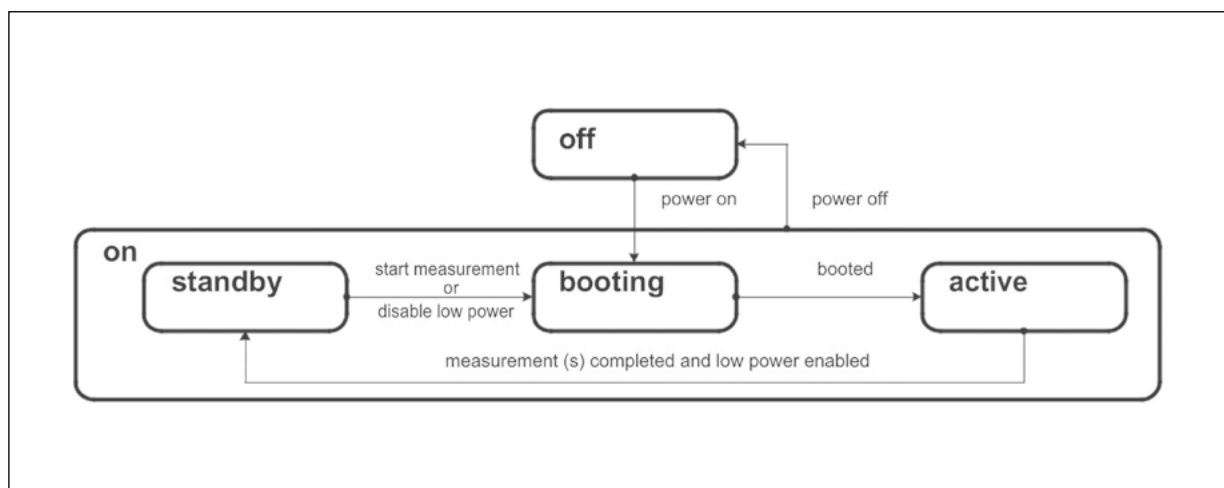 off
power on
power off
on
standby
start measurement
or
disable low power
booting
booted
active
measurement (s) completed and low power enabled